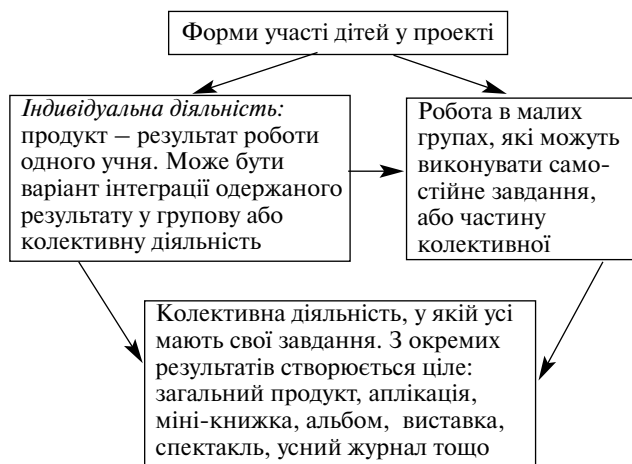 Форми участі дітей у проекті
Індивідуальна діяльність:
продукт – результат роботи
одного учня. Може бути
варіант інтеграції одержаного
результату у групову або
колективну діяльність
Робота в малих
групах, які можуть
виконувати само-
стійне завдання,
або частину
колективної
Колективна діяльність, у якій усі
мають свої завдання. З окремих
результатів створюється ціле:
загальний продукт, аплікація,
міні-книжка, альбом, виставка,
спектакль, усний журнал тощо